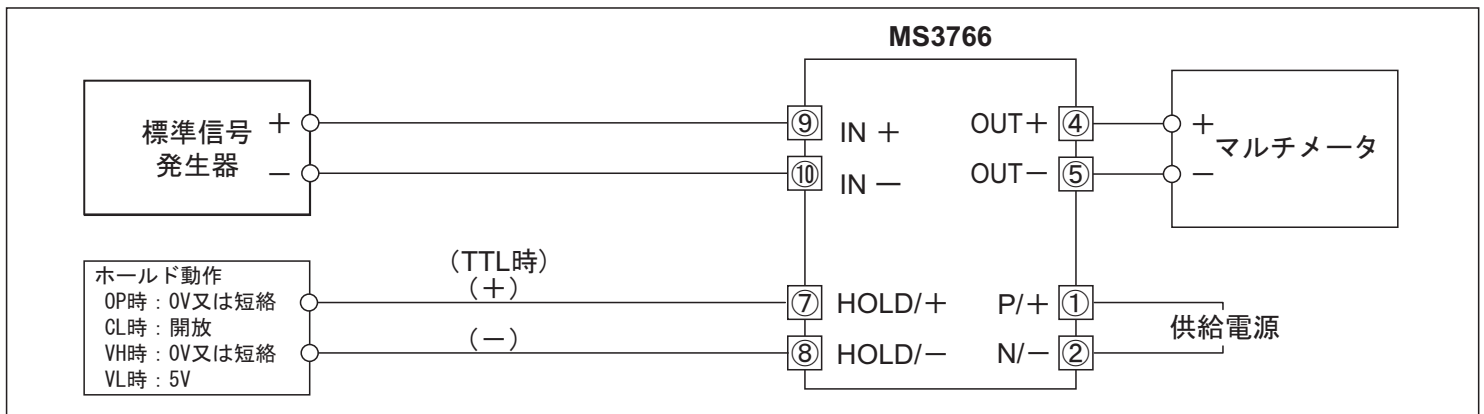 MS3766
標準信号
発生器
+
−
⑨ IN +
⑩ IN −
OUT+ ④
OUT− ⑤
+
−
マルチメータ
ホールド動作
OP時：0V又は短絡
CL時：開放
VH時：0V又は短絡
VL時：5V
(TTL時)
(+)
(−)
⑦ HOLD/+
⑧ HOLD/−
P/+ ①
N/− ②
供給電源